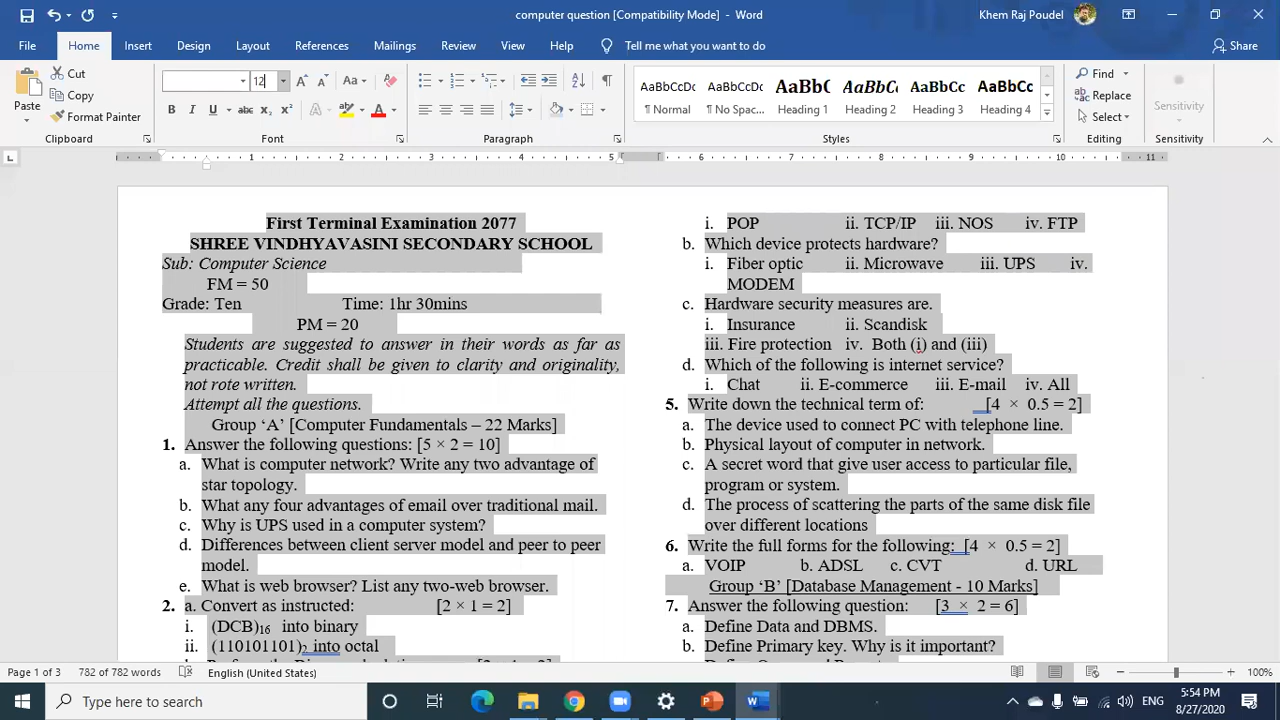 computer question [Compatibility Mode] - Word
Khem Raj Poudel
File Home Insert Design Layout References Mailings Review View Help Tell me what you want to do Share
Paste
Cut
Copy
Format Painter
Clipboard
12
Font
Paragraph
AaBbCcDc AaBbCcDc AaBb( AaBbCc AaBbCc AaBbCc
¶ Normal ¶ No Spac... Heading 1 Heading 2 Heading 3 Heading 4
Styles
Find
Replace
Select
Editing
Sensitivity
Sensitivity
1 2 3 4 5 6 7 8 9 10 11
First Terminal Examination 2077
SHREE VINDHYAVASINI SECONDARY SCHOOL
Sub: Computer Science
FM = 50
Grade: Ten Time: 1hr 30mins
PM = 20
Students are suggested to answer in their words as far as
practicable. Credit shall be given to clarity and originality,
not rote written.
Attempt all the questions.
Group ‘A’ [Computer Fundamentals – 22 Marks]
1. Answer the following questions: [5 × 2 = 10]
a. What is computer network? Write any two advantage of
star topology.
b. What any four advantages of email over traditional mail.
c. Why is UPS used in a computer system?
d. Differences between client server model and peer to peer
model.
e. What is web browser? List any two-web browser.
2. a. Convert as instructed: [2 × 1 = 2]
i. (DCB)16 into binary
ii. (110101101)2 into octal
i. POP ii. TCP/IP iii. NOS iv. FTP
b. Which device protects hardware?
i. Fiber optic ii. Microwave iii. UPS iv.
MODEM
c. Hardware security measures are.
i. Insurance ii. Scandisk
iii. Fire protection iv. Both (i) and (iii)
d. Which of the following is internet service?
i. Chat ii. E-commerce iii. E-mail iv. All
5. Write down the technical term of: [4 × 0.5 = 2]
a. The device used to connect PC with telephone line.
b. Physical layout of computer in network.
c. A secret word that give user access to particular file,
program or system.
d. The process of scattering the parts of the same disk file
over different locations
6. Write the full forms for the following: [4 × 0.5 = 2]
a. VOIP b. ADSL c. CVT d. URL
Group ‘B’ [Database Management - 10 Marks]
7. Answer the following question: [3 × 2 = 6]
a. Define Data and DBMS.
b. Define Primary key. Why is it important?
Page 1 of 3 782 of 782 words English (United States) 100%
Type here to search
ENG
5:54 PM
8/27/2020